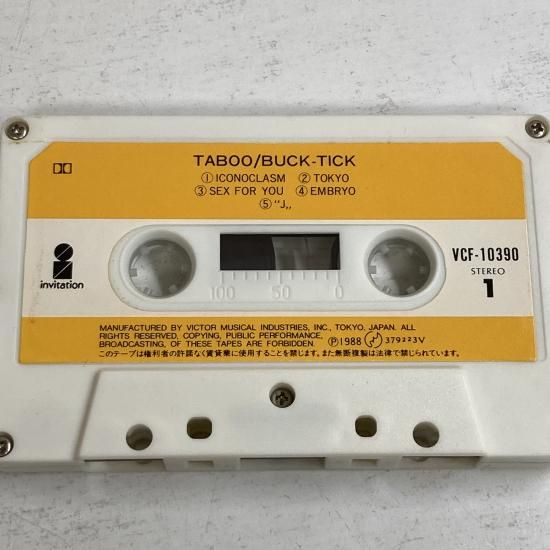 TABOO/BUCK-TICK
①ICONOCLASM ②TOKYO
③SEX FOR YOU ④EMBRYO
⑤"J„
invitation
VCF-10390
STEREO
1
100 50 0
MANUFACTURED BY VICTOR MUSICAL INDUSTRIES, INC., TOKYO, JAPAN. ALL
RIGHTS RESERVED, COPYING, PUBLIC PERFORMANCE,
BROADCASTING, OF THESE TAPES ARE FORBIDDEN. Ⓟ1988 379223V
このテープは権利者の許諾なく賃貸業に使用することを禁じます。また無断複製は法律で禁じられています。